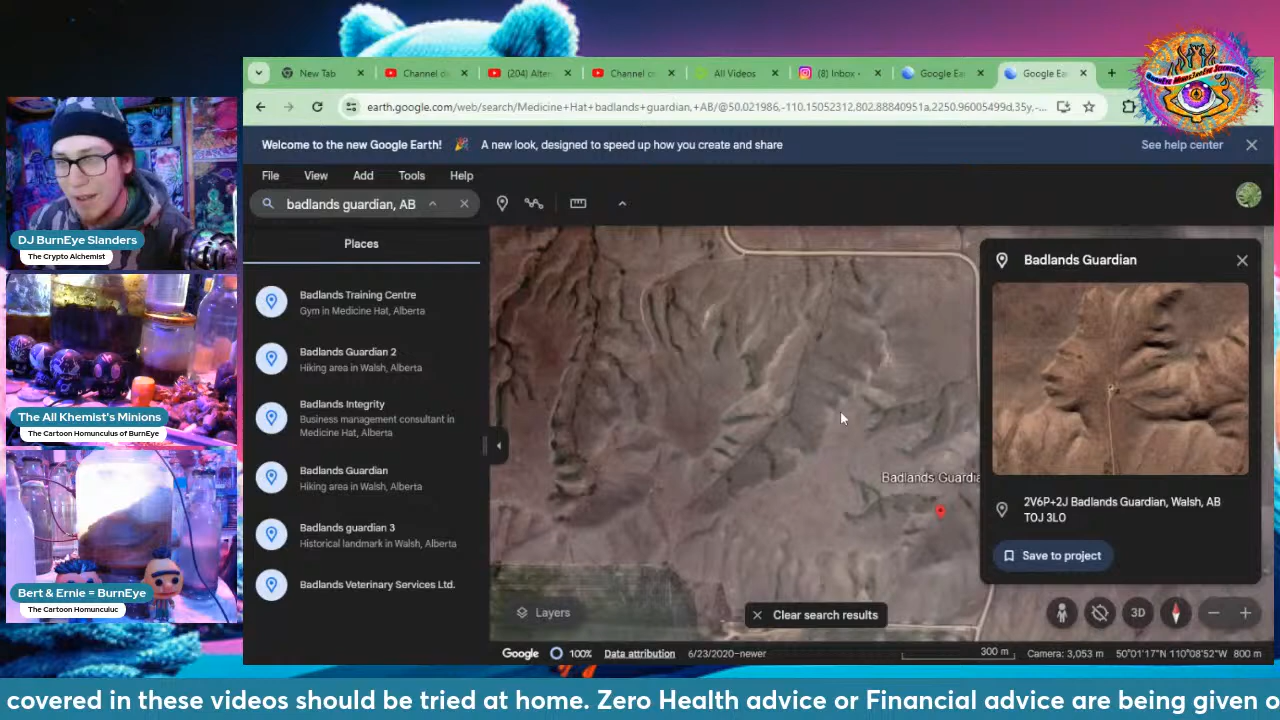 DJ BurnEye Slanders
The Crypto Alchemist
The All Khemist's Minions
The Cartoon Homunculus of BurnEye
Bert & Ernie = BurnEye
The Cartoon Homunculuc
New Tab
Channel d
(204) Alter
Channel c
All Videos
(8) Inbox •
Google Ea
Google Ea
earth.google.com/web/search/Medicine+Hat+badlands+guardian,+AB/@50.021986,-110.15052312,802.88840951a,2250.96005499d,35y,-...
Welcome to the new Google Earth! A new look, designed to speed up how you create and share
See help center
File View Add Tools Help
badlands guardian, AB
Places
Badlands Training Centre
Gym in Medicine Hat, Alberta
Badlands Guardian 2
Hiking area in Walsh, Alberta
Badlands Integrity
Business management consultant in
Medicine Hat, Alberta
Badlands Guardian
Hiking area in Walsh, Alberta
Badlands guardian 3
Historical landmark in Walsh, Alberta
Badlands Veterinary Services Ltd.
Badlands Guardia
Badlands Guardian
2V6P+2J Badlands Guardian, Walsh, AB
T0J 3L0
Save to project
Layers
Clear search results
3D
Google 100% Data attribution 6/23/2020-newer
300 m Camera: 3,053 m 50°01'17"N 110°08'52"W 800 m
covered in these videos should be tried at home. Zero Health advice or Financial advice are being given o